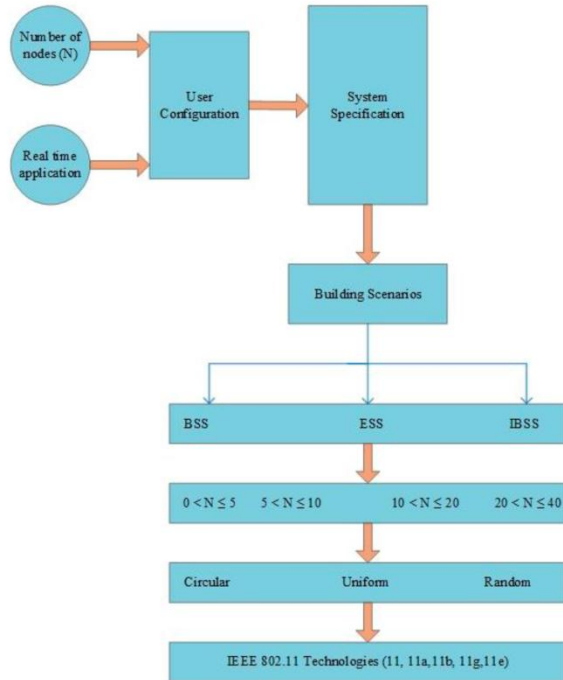 Number of
nodes (N)
Real time
application
User
Configuration
System
Specification
Building Scenarios
BSS ESS IBSS
0 < N ≤ 5 5 < N ≤ 10 10 < N ≤ 20 20 < N ≤ 40
Circular Uniform Random
IEEE 802.11 Technologies (11, 11a,11b, 11g,11e)